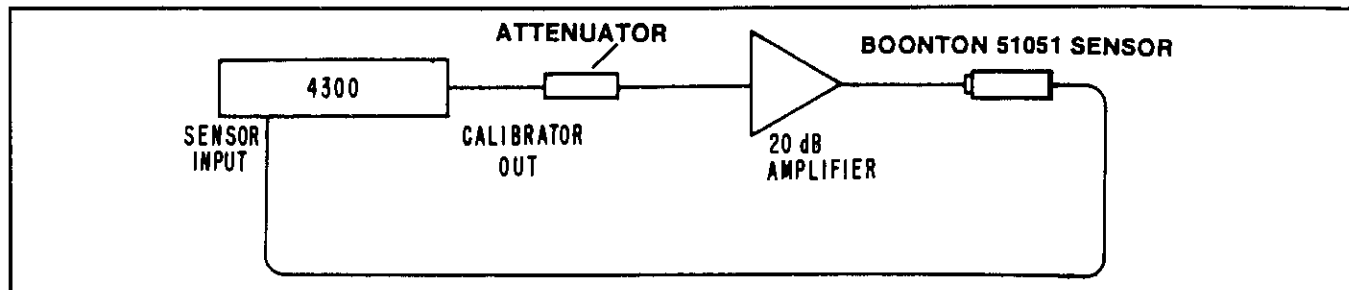 ATTENUATOR
BOONTON 51051 SENSOR
4300
SENSOR
INPUT
CALIBRATOR
OUT
20 dB
AMPLIFIER